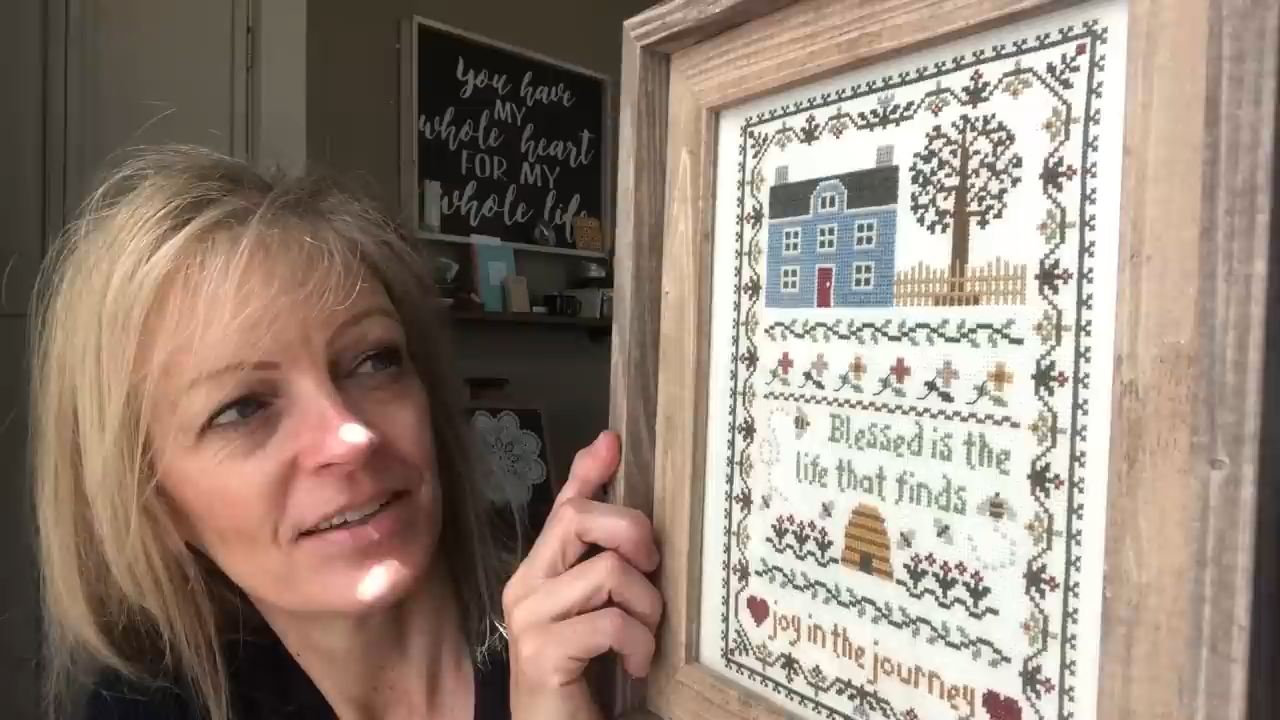 You have
MY
whole heart
FOR MY
whole life
Blessed is the
life that finds
joy in the journey